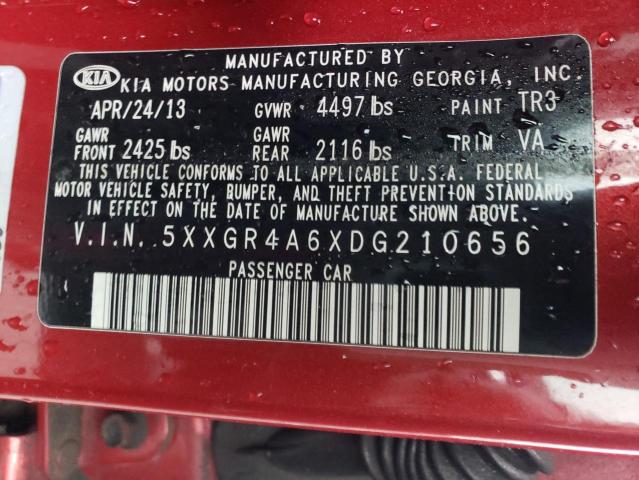 MANUFACTURED BY
KIA KIA MOTORS MANUFACTURING GEORGIA, INC.
APR/24/13 GVWR 4497 lbs PAINT TR3
GAWR FRONT 2425 lbs GAWR REAR 2116 lbs TRIM VA
THIS VEHICLE CONFORMS TO ALL APPLICABLE U.S.A. FEDERAL
MOTOR VEHICLE SAFETY, BUMPER, AND THEFT PREVENTION STANDARDS
IN EFFECT ON THE DATE OF MANUFACTURE SHOWN ABOVE.
V.I.N. 5XXGR4A6XDG210656
PASSENGER CAR